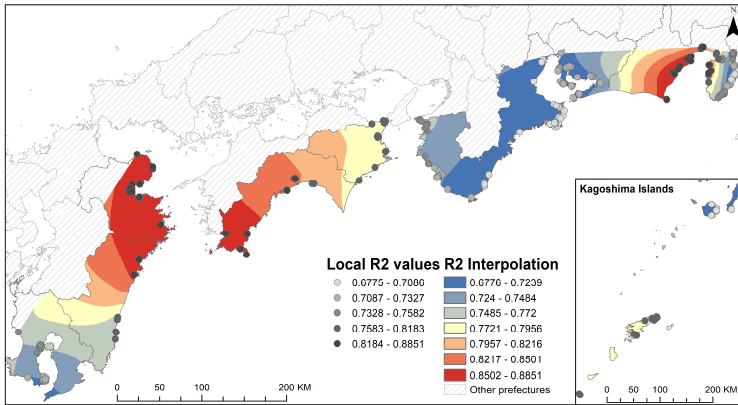 N
Kagoshima Islands
Local R2 values R2 Interpolation
0.6775 - 0.7086 0.6776 - 0.7239
0.7087 - 0.7327 0.724 - 0.7484
0.7328 - 0.7582 0.7485 - 0.772
0.7583 - 0.8183 0.7721 - 0.7956
0.8184 - 0.8851 0.7957 - 0.8216
0.8217 - 0.8501
0.8502 - 0.8851
Other prefectures
0 50 100 200 KM
0 50 100 200 KM